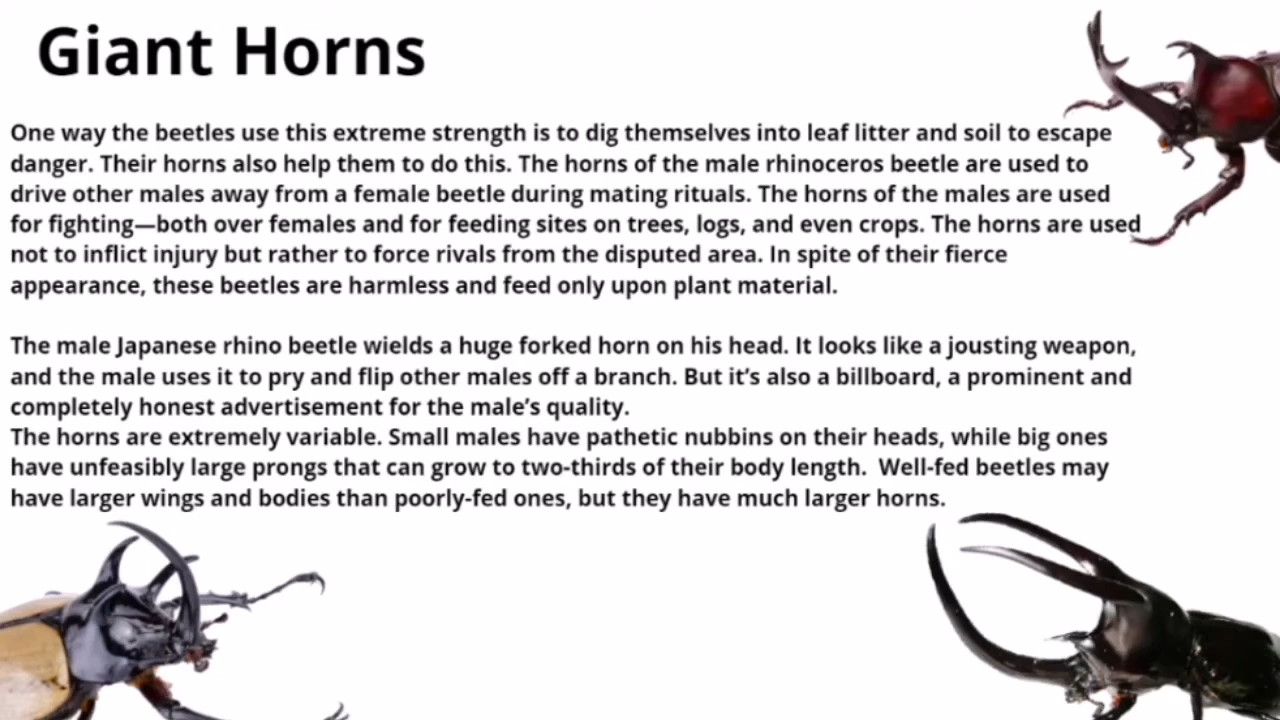 Giant Horns
One way the beetles use this extreme strength is to dig themselves into leaf litter and soil to escape
danger. Their horns also help them to do this. The horns of the male rhinoceros beetle are used to
drive other males away from a female beetle during mating rituals. The horns of the males are used
for fighting—both over females and for feeding sites on trees, logs, and even crops. The horns are used
not to inflict injury but rather to force rivals from the disputed area. In spite of their fierce
appearance, these beetles are harmless and feed only upon plant material.
The male Japanese rhino beetle wields a huge forked horn on his head. It looks like a jousting weapon,
and the male uses it to pry and flip other males off a branch. But it’s also a billboard, a prominent and
completely honest advertisement for the male’s quality.
The horns are extremely variable. Small males have pathetic nubbins on their heads, while big ones
have unfeasibly large prongs that can grow to two-thirds of their body length.  Well-fed beetles may
have larger wings and bodies than poorly-fed ones, but they have much larger horns.